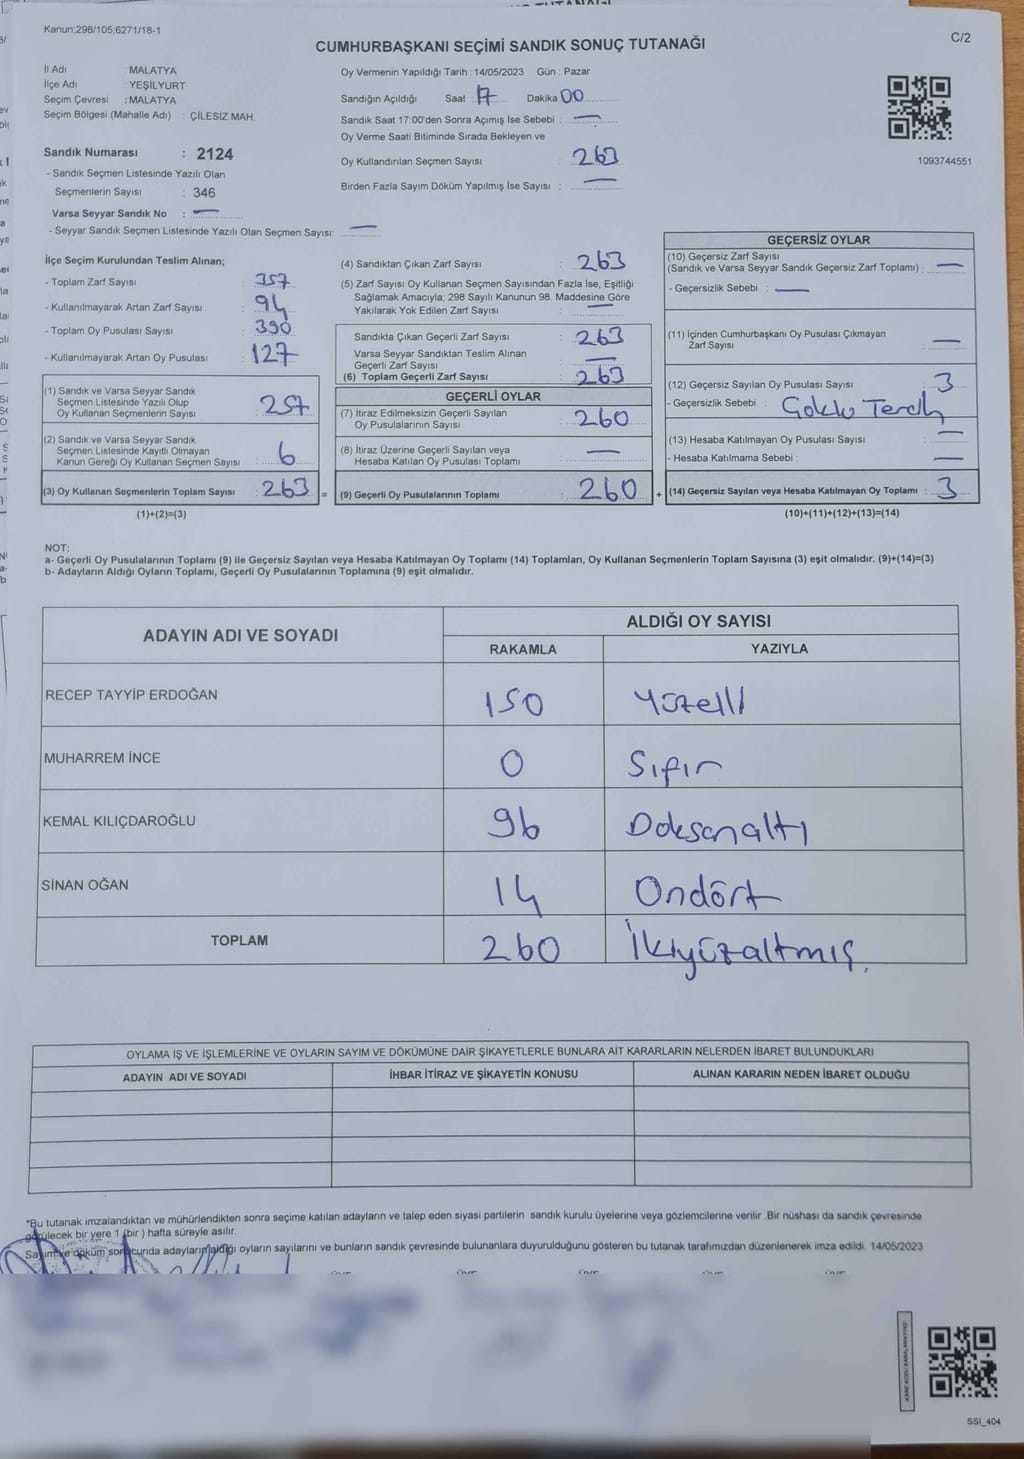 Kanun;298/105;6271/18-1
C/2
CUMHURBAŞKANI SEÇİMİ SANDIK SONUÇ TUTANAĞI
İl Adı : MALATYA
İlçe Adı : YEŞİLYURT
Seçim Çevresi : MALATYA
Seçim Bölgesi (Mahalle Adı) : ÇİLESİZ MAH.
Sandık Numarası : 2124
- Sandık Seçmen Listesinde Yazılı Olan
Seçmenlerin Sayısı : 346
Varsa Seyyar Sandık No : —
- Seyyar Sandık Seçmen Listesinde Yazılı Olan Seçmen Sayısı: —
Oy Vermenin Yapıldığı Tarih : 14/05/2023 Gün : Pazar
Sandığın Açıldığı Saat 17 Dakika 00
Sandık Saat 17:00'den Sonra Açımış İse Sebebi : —
Oy Verme Saati Bitiminde Sırada Bekleyen ve
Oy Kullandırılan Seçmen Sayısı : 263
Birden Fazla Sayım Döküm Yapılmış İse Sayısı : —
1093744551
İlçe Seçim Kurulundan Teslim Alınan;
- Toplam Zarf Sayısı : 357
- Kullanılmayarak Artan Zarf Sayısı : 94
- Toplam Oy Pusulası Sayısı : 390
- Kullanılmayarak Artan Oy Pusulası : 127
(1) Sandık ve Varsa Seyyar Sandık
Seçmen Listesinde Yazılı Olup
Oy Kullanan Seçmenlerin Sayısı : 257
(2) Sandık ve Varsa Seyyar Sandık
Seçmen Listesinde Kayıtlı Olmayan
Kanun Gereği Oy Kullanan Seçmen Sayısı : 6
(3) Oy Kullanan Seçmenlerin Toplam Sayısı : 263 =
(1)+(2)=(3)
(4) Sandıktan Çıkan Zarf Sayısı : 263
(5) Zarf Sayısı Oy Kullanan Seçmen Sayısından Fazla İse, Eşitliği
Sağlamak Amacıyla; 298 Sayılı Kanunun 98. Maddesine Göre
Yakılarak Yok Edilen Zarf Sayısı : —
Sandıkta Çıkan Geçerli Zarf Sayısı : 263
Varsa Seyyar Sandıktan Teslim Alınan
Geçerli Zarf Sayısı : —
(6) Toplam Geçerli Zarf Sayısı : 263
GEÇERLİ OYLAR
(7) İtiraz Edilmeksizin Geçerli Sayılan
Oy Pusulalarının Sayısı : 260
(8) İtiraz Üzerine Geçerli Sayılan veya
Hesaba Katılan Oy Pusulası Toplamı : —
(9) Geçerli Oy Pusulalarının Toplamı : 260 +
GEÇERSİZ OYLAR
(10) Geçersiz Zarf Sayısı
(Sandık ve Varsa Seyyar Sandık Geçersiz Zarf Toplamı) : —
- Geçersizlik Sebebi : —
(11) İçinden Cumhurbaşkanı Oy Pusulası Çıkmayan
Zarf Sayısı : —
(12) Geçersiz Sayılan Oy Pusulası Sayısı : 3
- Geçersizlik Sebebi : Çoklu Tercih
(13) Hesaba Katılmayan Oy Pusulası Sayısı : —
- Hesaba Katılmama Sebebi : —
(14) Geçersiz Sayılan veya Hesaba Katılmayan Oy Toplamı : 3
(10)+(11)+(12)+(13)=(14)
NOT:
a- Geçerli Oy Pusulalarının Toplamı (9) ile Geçersiz Sayılan veya Hesaba Katılmayan Oy Toplamı (14) Toplamları, Oy Kullanan Seçmenlerin Toplam Sayısına (3) eşit olmalıdır. (9)+(14)=(3)
b- Adayların Aldığı Oyların Toplamı, Geçerli Oy Pusulalarının Toplamına (9) eşit olmalıdır.
ADAYIN ADI VE SOYADI ALDIĞI OY SAYISI
RAKAMLA YAZIYLA
RECEP TAYYİP ERDOĞAN 150 Yüzelli
MUHARREM İNCE 0 Sıfır
KEMAL KILIÇDAROĞLU 96 Doksanaltı
SİNAN OĞAN 14 Ondört
TOPLAM 260 İkiyüzaltmış.
OYLAMA İŞ VE İŞLEMLERİNE VE OYLARIN SAYIM VE DÖKÜMÜNE DAİR ŞİKAYETLERLE BUNLARA AİT KARARLARIN NELERDEN İBARET BULUNDUKLARI
ADAYIN ADI VE SOYADI İHBAR İTİRAZ VE ŞİKAYETİN KONUSU ALINAN KARARIN NEDEN İBARET OLDUĞU
*Bu tutanak imzalandıktan ve mühürlendikten sonra seçime katılan adayların ve talep eden siyasi partilerin sandık kurulu üyelerine veya gözlemcilerine verilir .Bir nüshası da sandık çevresinde
görülecek bir yere 1 (bir ) hafta süreyle asılır.
Sayım ve döküm sonucunda adayların aldığı oyların sayılarını ve bunların sandık çevresinde bulunanlara duyurulduğunu gösteren bu tutanak tarafımızdan düzenlenerek imza edildi. 14/05/2023
SSI_404